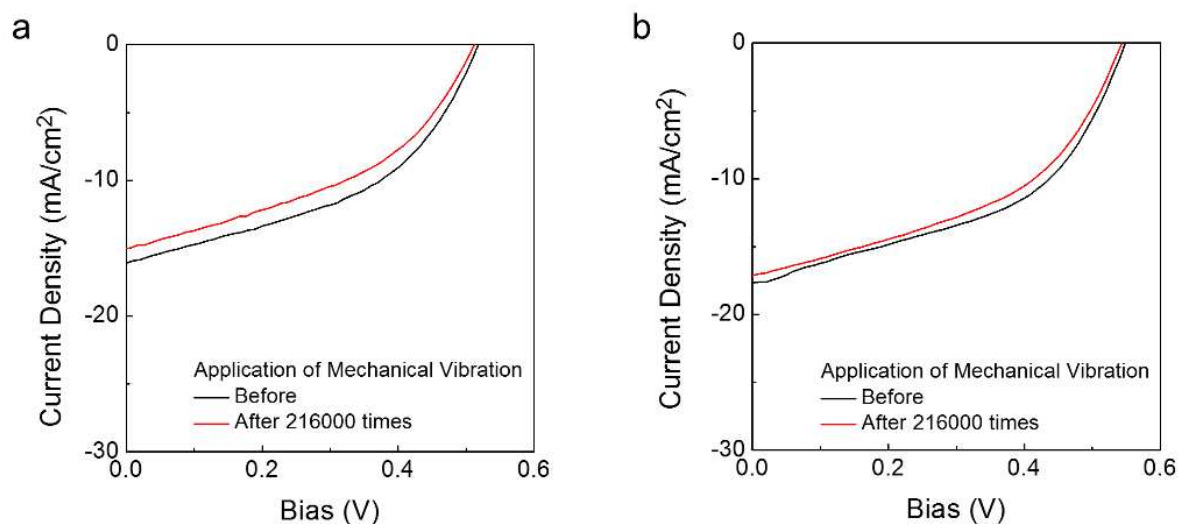 a
0
-10
-20
-30
0.0 0.2 0.4 0.6
Current Density (mA/cm²)
Bias (V)
Application of Mechanical Vibration
Before
After 216000 times
b
0
-10
-20
-30
0.0 0.2 0.4 0.6
Current Density (mA/cm²)
Bias (V)
Application of Mechanical Vibration
Before
After 216000 times